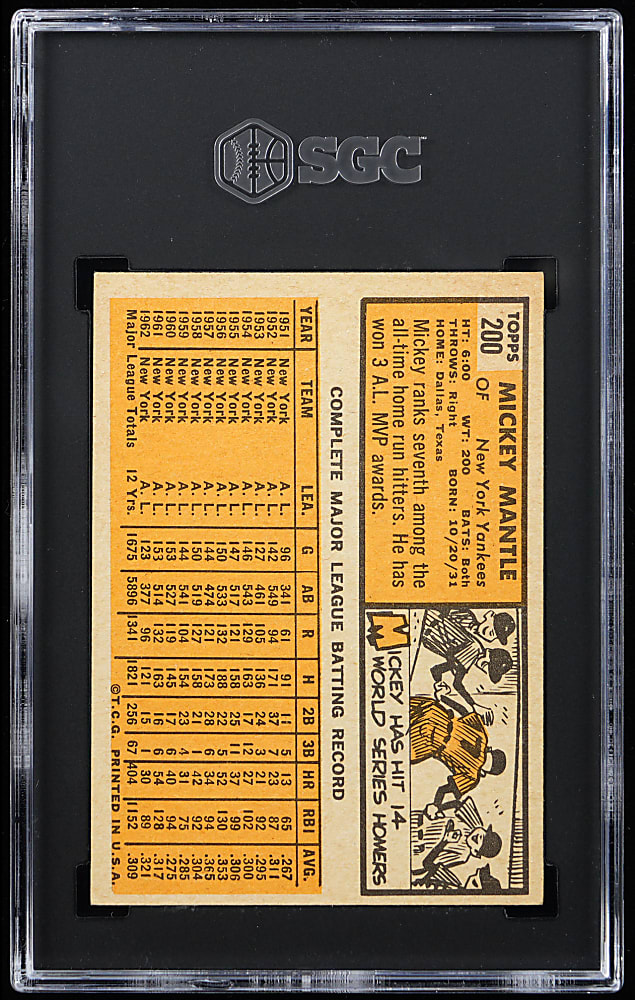 SGC
TOPPS
200
MICKEY MANTLE
OF New York Yankees
HT: 6:00 WT: 200 BATS: Both
THROWS: Right BORN: 10/20/31
HOME: Dallas, Texas
Mickey ranks seventh among the
all-time home run hitters. He has
won 3 A.L. MVP awards.
7
MICKEY HAS HIT 14
WORLD SERIES HOMERS
COMPLETE MAJOR LEAGUE BATTING RECORD
YEAR TEAM LEA. G AB R H 2B 3B HR RBI AVG.
1951 New York A. L. 96 341 61 91 11 5 13 65 .267
1952 New York A. L. 142 549 94 171 37 7 23 87 .311
1953 New York A. L. 127 461 105 136 24 3 21 92 .295
1954 New York A. L. 146 543 129 163 17 12 27 102 .300
1955 New York A. L. 147 517 121 158 25 11 37 99 .306
1956 New York A. L. 150 533 132 188 22 5 52 130 .353
1957 New York A. L. 144 474 121 173 28 6 34 94 .365
1958 New York A. L. 150 519 127 158 21 1 42 97 .304
1959 New York A. L. 144 541 104 154 23 4 31 75 .285
1960 New York A. L. 153 527 119 145 17 6 40 94 .275
1961 New York A. L. 153 514 132 163 16 6 54 128 .317
1962 New York A. L. 123 377 96 121 15 1 30 89 .321
Major League Totals 12 Yrs. 1675 5896 1341 1821 256 67 404 1152 .309
©T.C.G. PRINTED IN U.S.A.